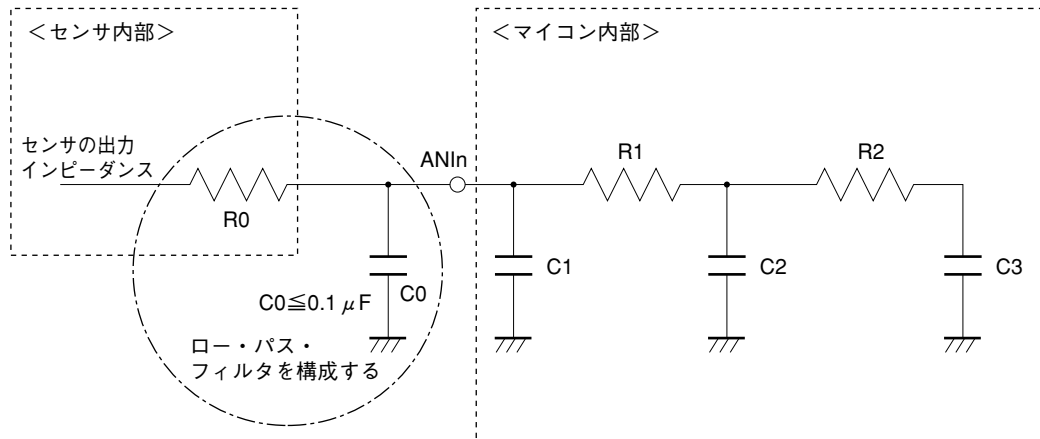 ＜センサ内部＞
＜マイコン内部＞
センサの出力
インピーダンス
ANIn
R0
R1
R2
C0
C1
C2
C3
C0≦0.1 μF
ロー・パス・
フィルタを構成する